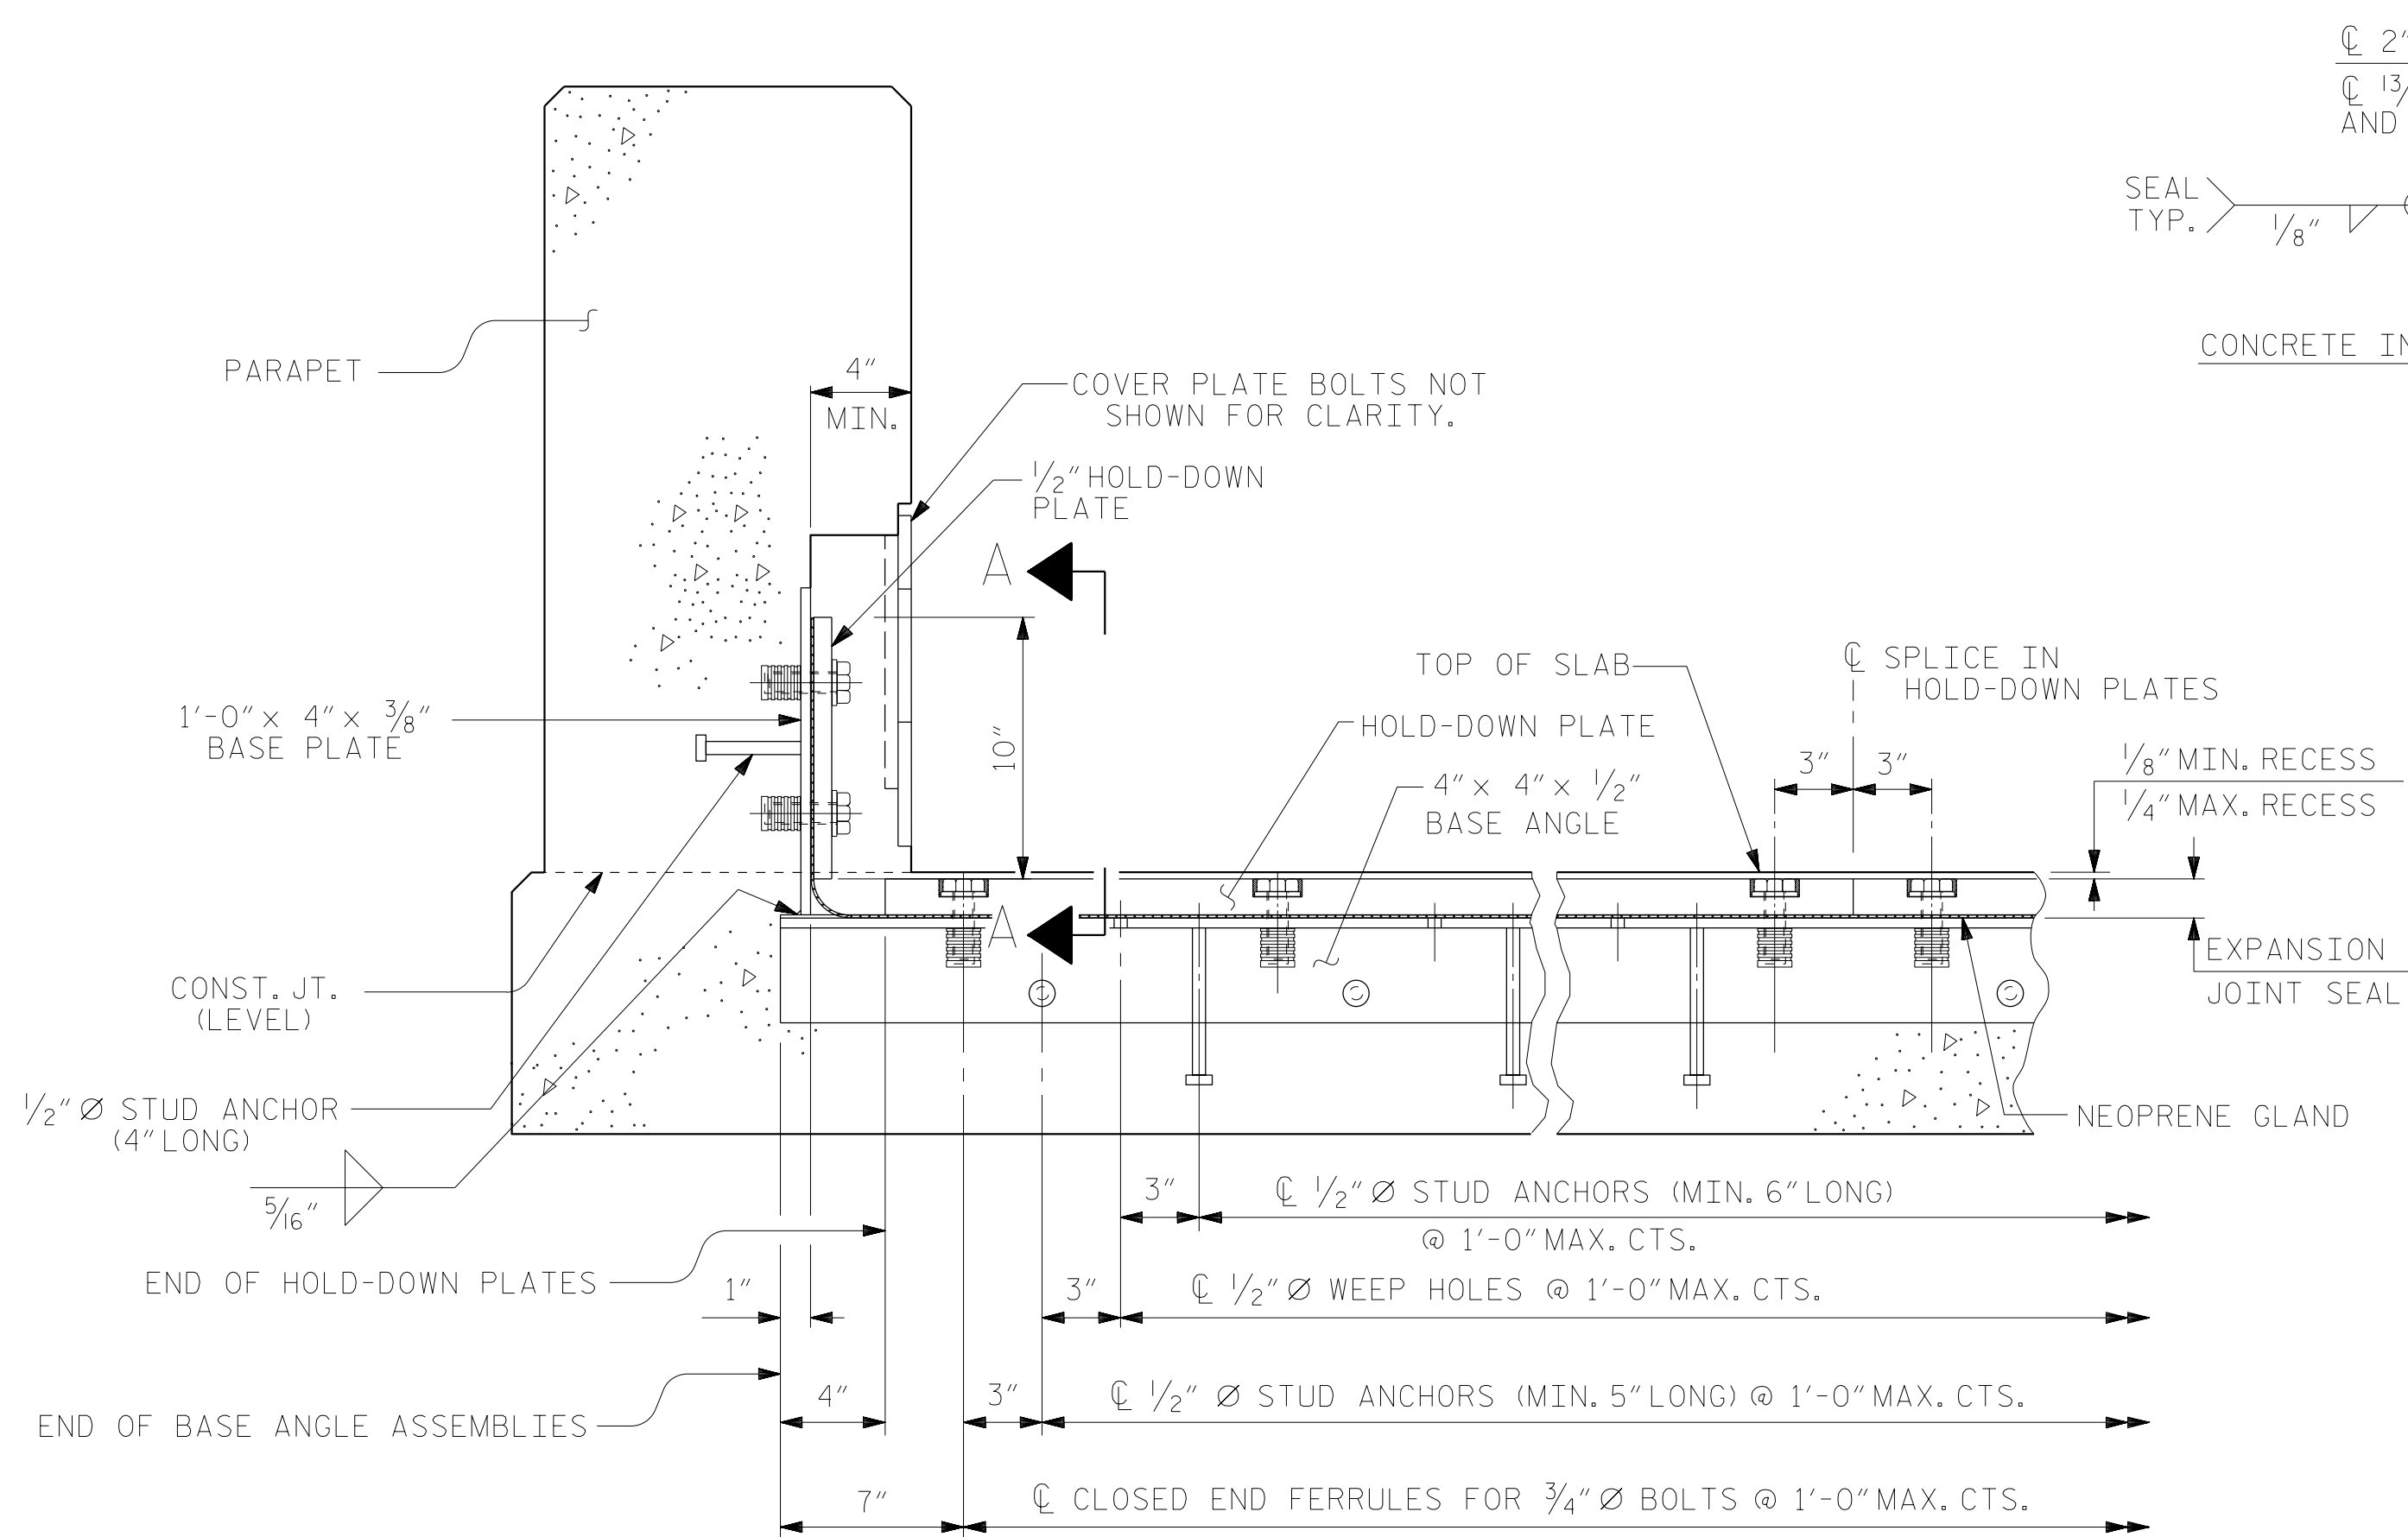 ℄ 2"
℄ 13/
AND
SEAL
TYP.
1/8"
CONCRETE IN
PARAPET
4"
MIN.
COVER PLATE BOLTS NOT
SHOWN FOR CLARITY.
1/2" HOLD-DOWN
PLATE
A
10"
TOP OF SLAB
℄ SPLICE IN
HOLD-DOWN PLATES
1'-0" x 4" x 3/8"
BASE PLATE
HOLD-DOWN PLATE
3" 3"
1/8" MIN. RECESS
1/4" MAX. RECESS
4" x 4" x 1/2"
BASE ANGLE
A
EXPANSION
JOINT SEAL
CONST. JT.
(LEVEL)
1/2" Ø STUD ANCHOR
(4" LONG)
NEOPRENE GLAND
5/16"
3"
℄ 1/2" Ø STUD ANCHORS (MIN. 6" LONG)
@ 1'-0" MAX. CTS.
END OF HOLD-DOWN PLATES
1"
3"
℄ 1/2" Ø WEEP HOLES @ 1'-0" MAX. CTS.
END OF BASE ANGLE ASSEMBLIES
4"
3"
℄ 1/2" Ø STUD ANCHORS (MIN. 5" LONG) @ 1'-0" MAX. CTS.
7"
℄ CLOSED END FERRULES FOR 3/4" Ø BOLTS @ 1'-0" MAX. CTS.